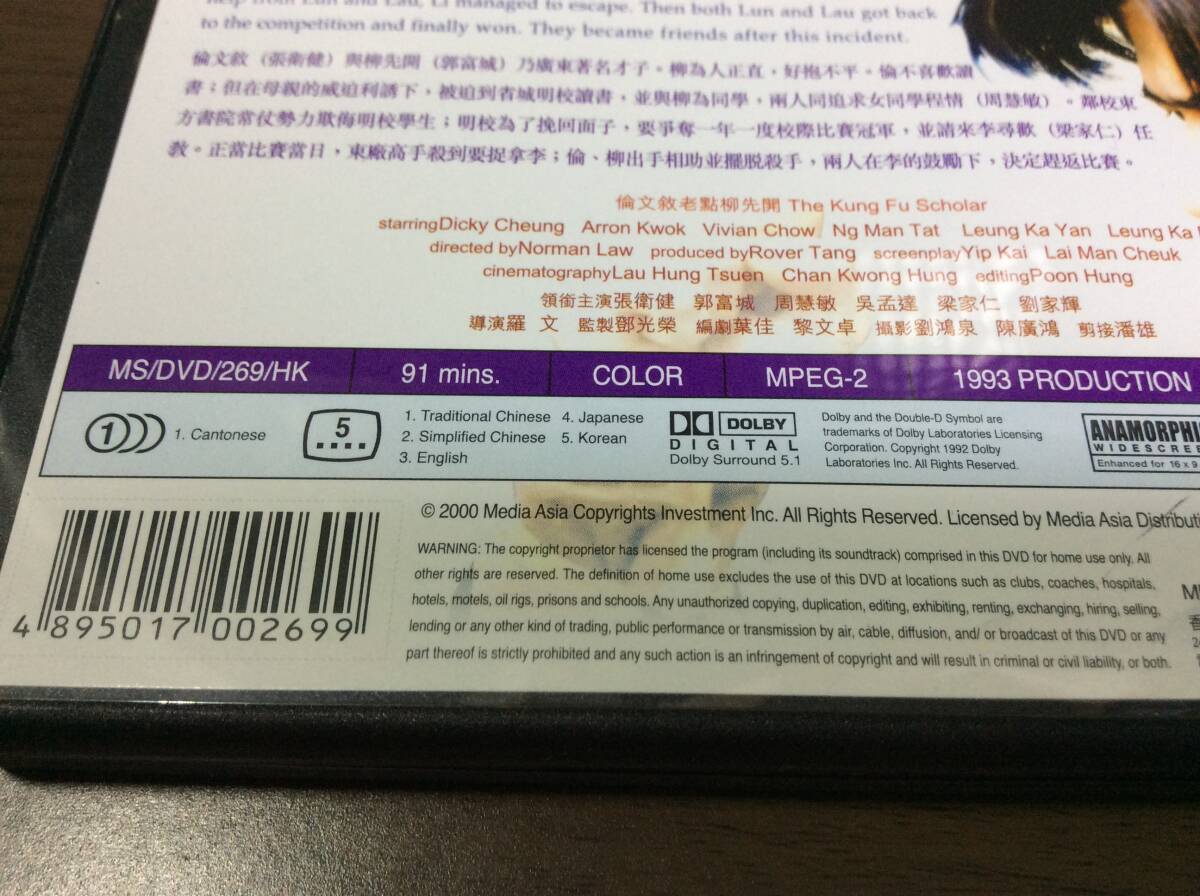 help from Lun and Lau, Li managed to escape. Then both Lun and Lau got back
to the competition and finally won. They became friends after this incident.
倫文敘（張衛健）與柳先開（郭富城）乃廣東著名才子。柳為人正直，好抱不平。倫不喜歡讀
書；但在母親的威迫利誘下，被迫到省城明校讀書，並與柳為同學，兩人同追求女同學程情（周慧敏）。鄰校東
方書院常仗勢力欺侮明校學生；明校為了挽回面子，要爭奪一年一度校際比賽冠軍，並請來李尋歡（梁家仁）任
教。正當比賽當日，東廠高手殺到要捉拿李；倫、柳出手相助並擺脫殺手，兩人在李的鼓勵下，決定趕返比賽。
倫文敘老點柳先開 The Kung Fu Scholar
starring Dicky Cheung Arron Kwok Vivian Chow Ng Man Tat Leung Ka Yan Leung Ka
directed by Norman Law produced by Rover Tang screenplay Yip Kai Lai Man Cheuk
cinematography Lau Hung Tsuen Chan Kwong Hung editing Poon Hung
領銜主演張衛健 郭富城 周慧敏 吳孟達 梁家仁 劉家輝
導演羅 文 監製鄧光榮 編劇葉佳 黎文卓 攝影劉鴻泉 陳廣鴻 剪接潘雄
MS/DVD/269/HK 91 mins. COLOR MPEG-2 1993 PRODUCTION
1 1. Cantonese
5 1. Traditional Chinese 4. Japanese
2. Simplified Chinese 5. Korean
3. English
DOLBY
DIGITAL
Dolby Surround 5.1
Dolby and the Double-D Symbol are
trademarks of Dolby Laboratories Licensing
Corporation. Copyright 1992 Dolby
Laboratories Inc. All Rights Reserved.
ANAMORPHI
WIDESCREE
Enhanced for 16 x 9
© 2000 Media Asia Copyrights Investment Inc. All Rights Reserved. Licensed by Media Asia Distributi
WARNING: The copyright proprietor has licensed the program (including its soundtrack) comprised in this DVD for home use only. All
other rights are reserved. The definition of home use excludes the use of this DVD at locations such as clubs, coaches, hospitals,
hotels, motels, oil rigs, prisons and schools. Any unauthorized copying, duplication, editing, exhibiting, renting, exchanging, hiring, selling,
lending or any other kind of trading, public performance or transmission by air, cable, diffusion, and/ or broadcast of this DVD or any
part thereof is strictly prohibited and any such action is an infringement of copyright and will result in criminal or civil liability, or both.
4 895017 002699
M
香